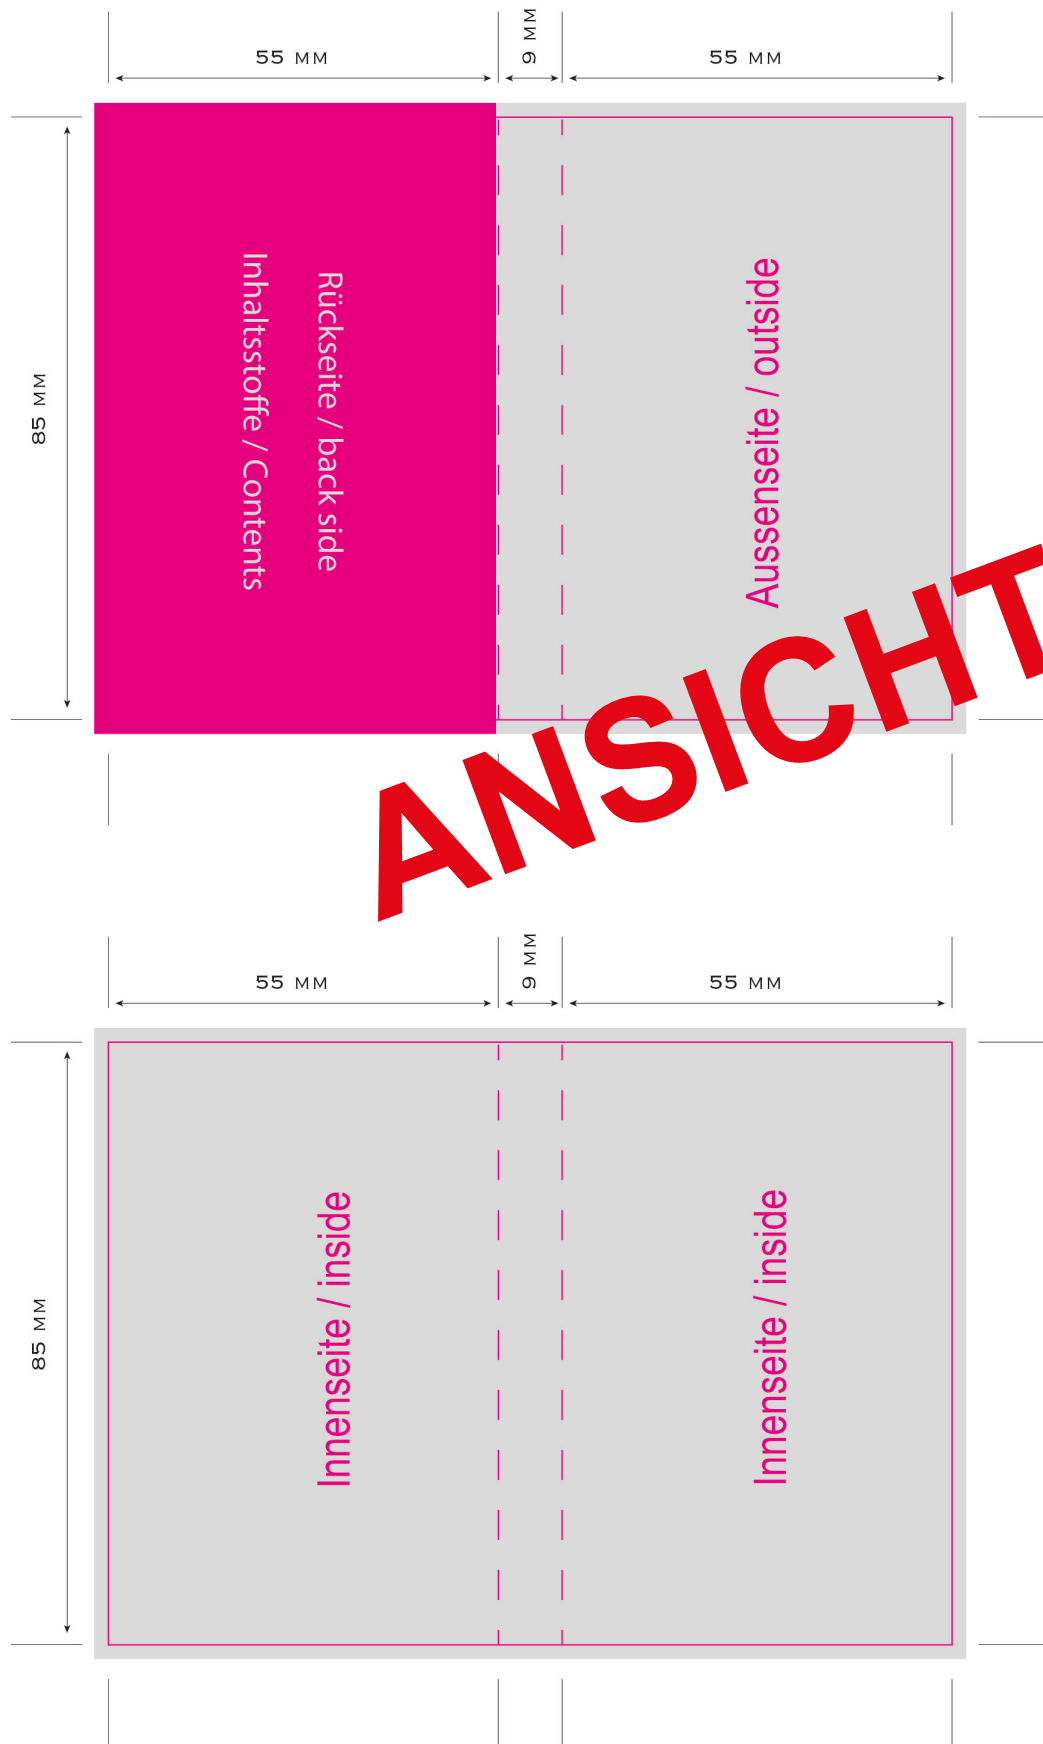 55 MM
9 MM
55 MM
85 MM
Rückseite / back side
Inhaltsstoffe / Contents
Aussenseite / outside
ANSICHT
55 MM
9 MM
55 MM
85 MM
Innenseite / inside
Innenseite / inside